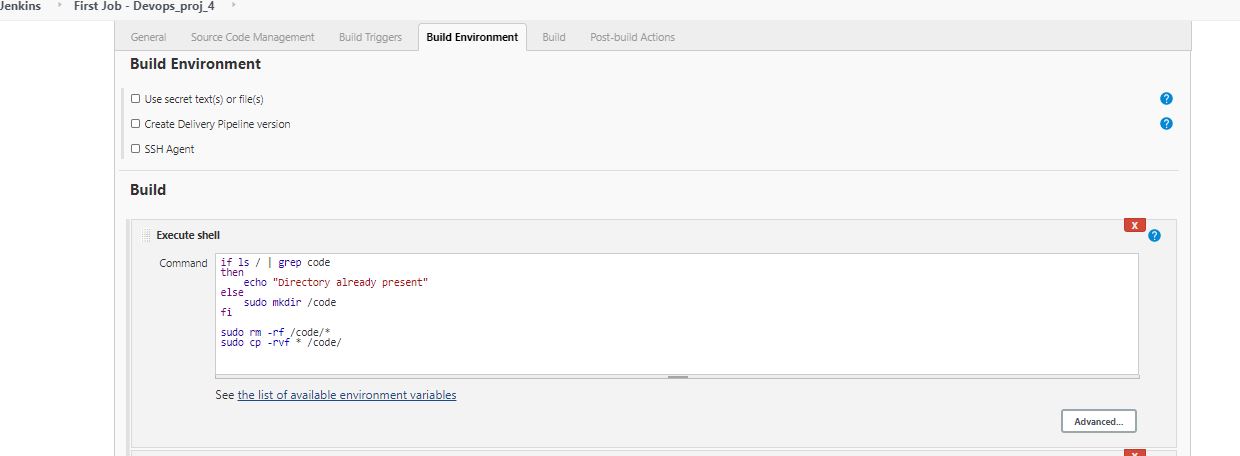 Jenkins First Job - Devops_proj_4
General Source Code Management Build Triggers Build Environment Build Post-build Actions
Build Environment
Use secret text(s) or file(s)
?
Create Delivery Pipeline version
?
SSH Agent
Build
X
Execute shell
?
Command
if ls / | grep code
then
    echo "Directory already present"
else
    sudo mkdir /code
fi
sudo rm -rf /code/*
sudo cp -rvf * /code/
See the list of available environment variables
Advanced...
X